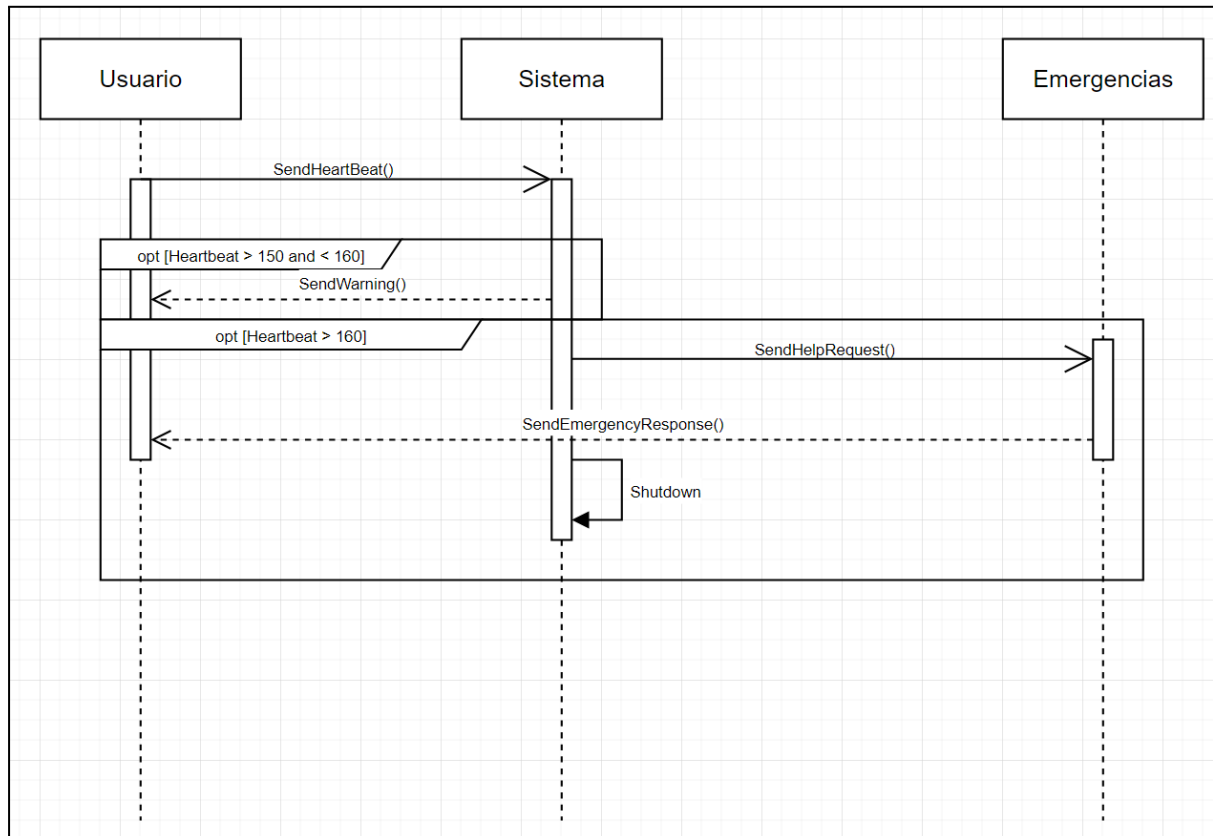 Usuario
Sistema
Emergencias
SendHeartBeat()
opt [Heartbeat > 150 and < 160]
SendWarning()
opt [Heartbeat > 160]
SendHelpRequest()
SendEmergencyResponse()
Shutdown